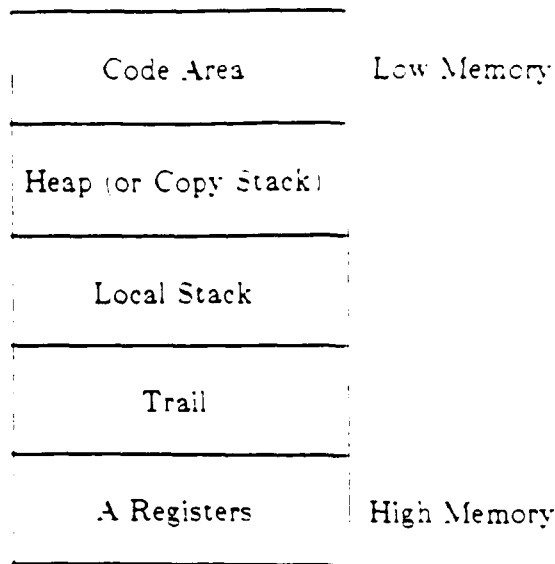 Code Area Low Memory
Heap (or Copy Stack)
Local Stack
Trail
A Registers High Memory